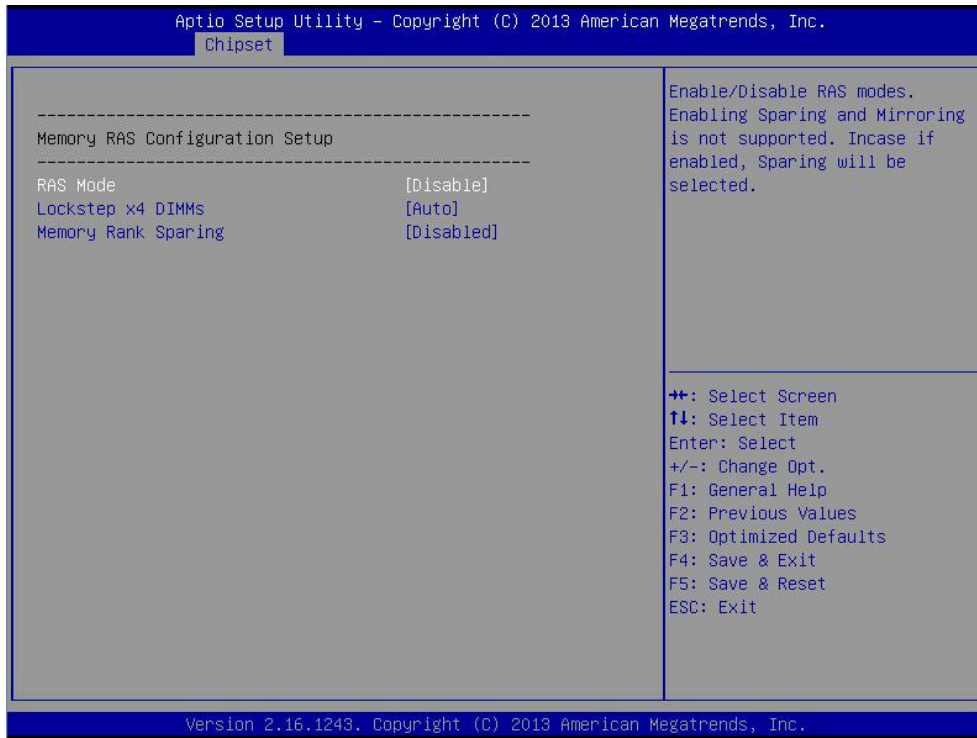 Aptio Setup Utility – Copyright (C) 2013 American Megatrends, Inc.
Chipset
--------------------------------------------------
Memory RAS Configuration Setup
--------------------------------------------------
RAS Mode [Disable]
Lockstep x4 DIMMs [Auto]
Memory Rank Sparing [Disabled]
Enable/Disable RAS modes.
Enabling Sparing and Mirroring
is not supported. Incase if
enabled, Sparing will be
selected.
→←: Select Screen
↑↓: Select Item
Enter: Select
+/-: Change Opt.
F1: General Help
F2: Previous Values
F3: Optimized Defaults
F4: Save & Exit
F5: Save & Reset
ESC: Exit
Version 2.16.1243. Copyright (C) 2013 American Megatrends, Inc.